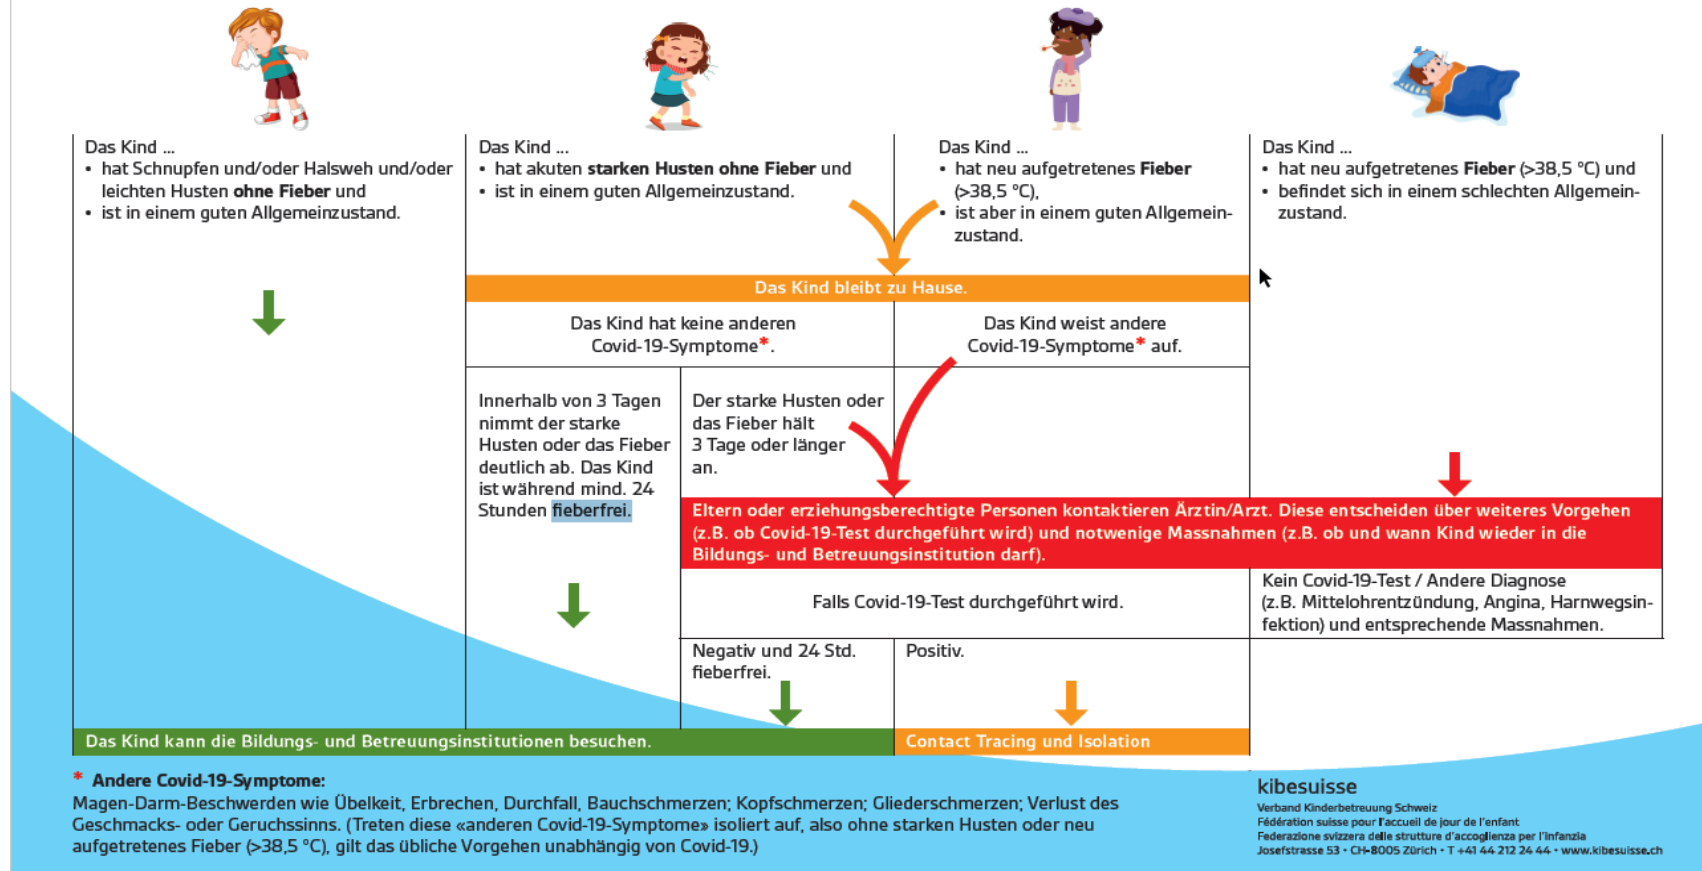 Das Kind ...
• hat Schnupfen und/oder Halsweh und/oder
leichten Husten ohne Fieber und
• ist in einem guten Allgemeinzustand.
Das Kind ...
• hat akuten starken Husten ohne Fieber und
• ist in einem guten Allgemeinzustand.
Das Kind ...
• hat neu aufgetretenes Fieber
(>38,5 °C),
• ist aber in einem guten Allgemein-
zustand.
Das Kind ...
• hat neu aufgetretenes Fieber (>38,5 °C) und
• befindet sich in einem schlechten Allgemein-
zustand.
Das Kind bleibt zu Hause.
Das Kind hat keine anderen
Covid-19-Symptome*.
Das Kind weist andere
Covid-19-Symptome* auf.
Innerhalb von 3 Tagen
nimmt der starke
Husten oder das Fieber
deutlich ab. Das Kind
ist während mind. 24
Stunden fieberfrei.
Der starke Husten oder
das Fieber hält
3 Tage oder länger
an.
Eltern oder erziehungsberechtigte Personen kontaktieren Ärztin/Arzt. Diese entscheiden über weiteres Vorgehen
(z.B. ob Covid-19-Test durchgeführt wird) und notwenige Massnahmen (z.B. ob und wann Kind wieder in die
Bildungs- und Betreuungsinstitution darf).
Falls Covid-19-Test durchgeführt wird.
Kein Covid-19-Test / Andere Diagnose
(z.B. Mittelohrentzündung, Angina, Harnwegsin-
fektion) und entsprechende Massnahmen.
Negativ und 24 Std.
fieberfrei.
Positiv.
Das Kind kann die Bildungs- und Betreuungsinstitutionen besuchen.
Contact Tracing und Isolation
* Andere Covid-19-Symptome:
Magen-Darm-Beschwerden wie Übelkeit, Erbrechen, Durchfall, Bauchschmerzen; Kopfschmerzen; Gliederschmerzen; Verlust des
Geschmacks- oder Geruchssinns. (Treten diese «anderen Covid-19-Symptome» isoliert auf, also ohne starken Husten oder neu
aufgetretenes Fieber (>38,5 °C), gilt das übliche Vorgehen unabhängig von Covid-19.)
kibesuisse
Verband Kinderbetreuung Schweiz
Fédération suisse pour l'accueil de jour de l'enfant
Federazione svizzera delle strutture d'accoglienza per l'infanzia
Josefstrasse 53 • CH-8005 Zürich • T +41 44 212 24 44 • www.kibesuisse.ch